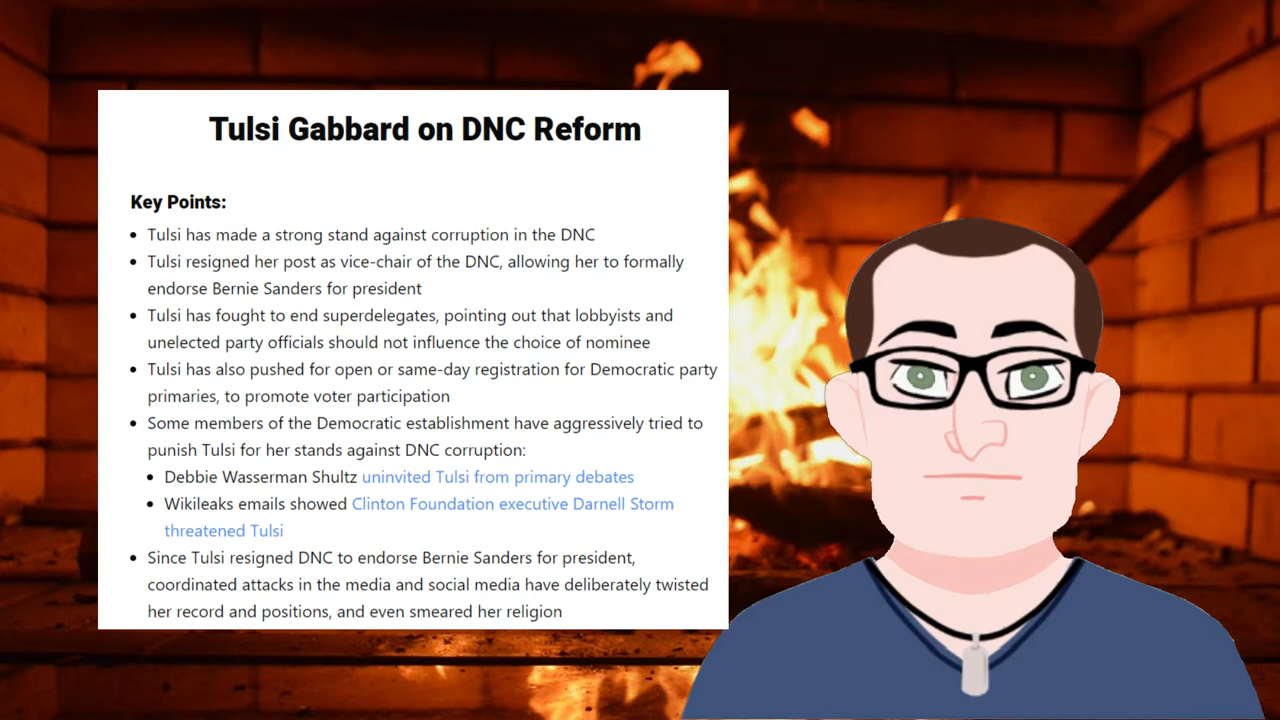 Tulsi Gabbard on DNC Reform
Key Points:
• Tulsi has made a strong stand against corruption in the DNC
• Tulsi resigned her post as vice-chair of the DNC, allowing her to formally
endorse Bernie Sanders for president
• Tulsi has fought to end superdelegates, pointing out that lobbyists and
unelected party officials should not influence the choice of nominee
• Tulsi has also pushed for open or same-day registration for Democratic party
primaries, to promote voter participation
• Some members of the Democratic establishment have aggressively tried to
punish Tulsi for her stands against DNC corruption:
• Debbie Wasserman Shultz uninvited Tulsi from primary debates
• Wikileaks emails showed Clinton Foundation executive Darnell Storm
threatened Tulsi
• Since Tulsi resigned DNC to endorse Bernie Sanders for president,
coordinated attacks in the media and social media have deliberately twisted
her record and positions, and even smeared her religion